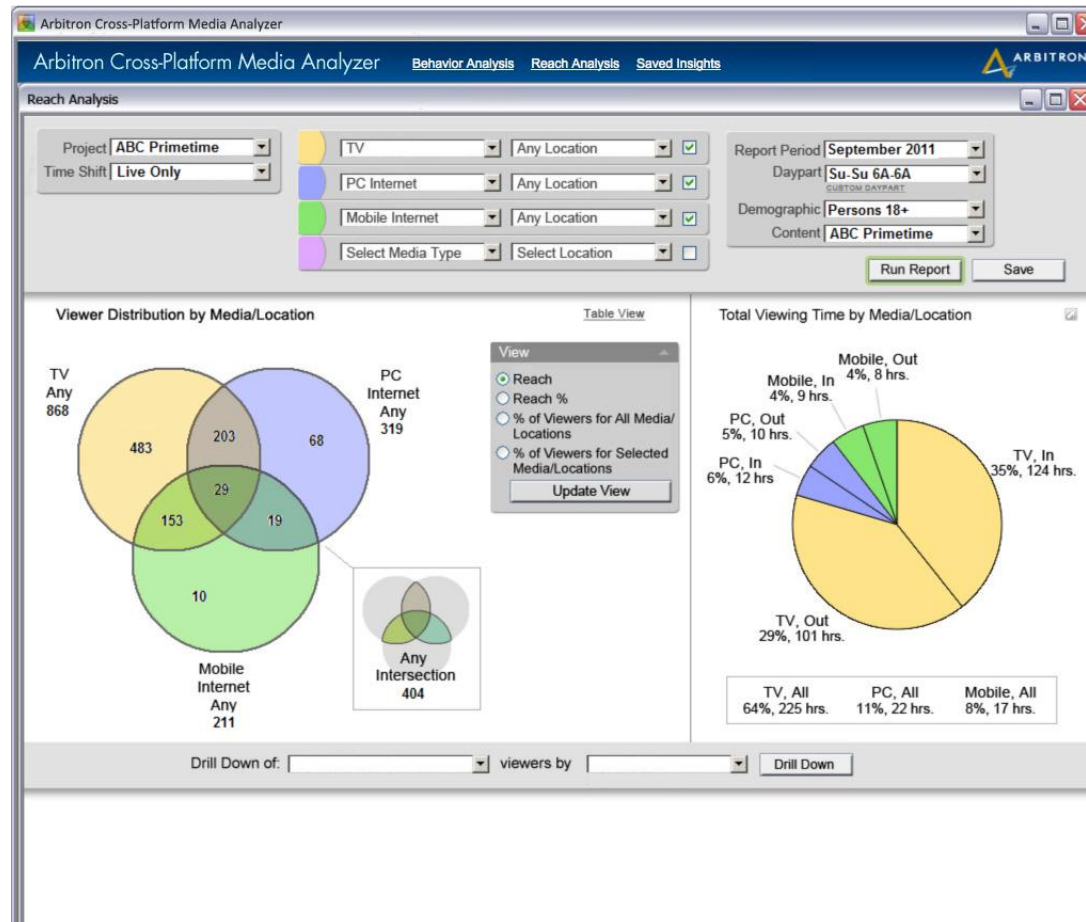 Arbitron Cross-Platform Media Analyzer
Arbitron Cross-Platform Media Analyzer Behavior Analysis Reach Analysis Saved Insights ARBITRON
Reach Analysis
Project ABC Primetime
Time Shift Live Only
TV Any Location
PC Internet Any Location
Mobile Internet Any Location
Select Media Type Select Location
Report Period September 2011
Daypart Su-Su 6A-6A
CUSTOM DAYPART
Demographic Persons 18+
Content ABC Primetime
Run Report Save
Viewer Distribution by Media/Location
Table View
TV
Any
868
PC
Internet
Any
319
483
203
68
29
153
19
10
Mobile
Internet
Any
211
Any
Intersection
404
View
Reach
Reach %
% of Viewers for All Media/
Locations
% of Viewers for Selected
Media/Locations
Update View
Total Viewing Time by Media/Location
Mobile, Out
4%, 8 hrs.
Mobile, In
4%, 9 hrs.
PC, Out
5%, 10 hrs.
PC, In
6%, 12 hrs
TV, In
35%, 124 hrs.
TV, Out
29%, 101 hrs.
TV, All PC, All Mobile, All
64%, 225 hrs. 11%, 22 hrs. 8%, 17 hrs.
Drill Down of: viewers by Drill Down